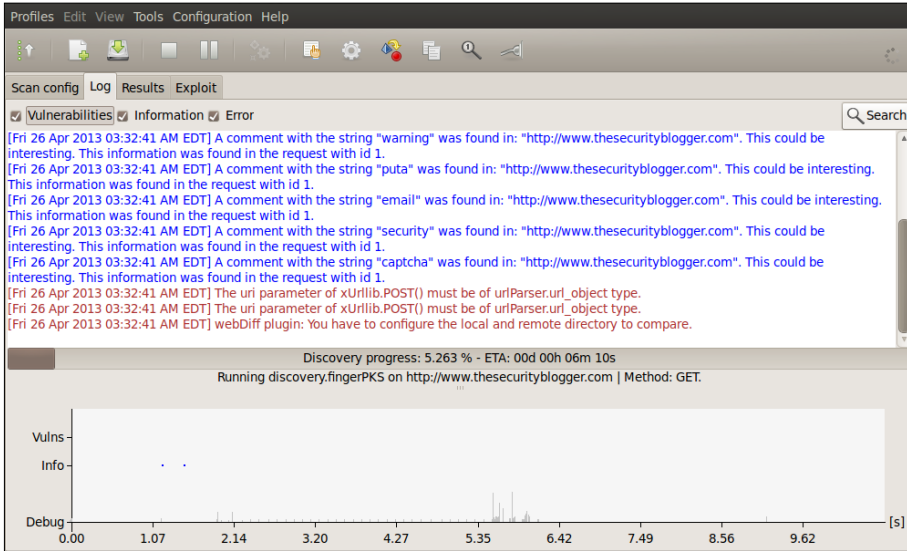 Profiles Edit View Tools Configuration Help
Scan config Log Results Exploit
Vulnerabilities Information Error Search
[Fri 26 Apr 2013 03:32:41 AM EDT] A comment with the string "warning" was found in: "http://www.thesecurityblogger.com". This could be
interesting. This information was found in the request with id 1.
[Fri 26 Apr 2013 03:32:41 AM EDT] A comment with the string "puta" was found in: "http://www.thesecurityblogger.com". This could be interesting.
This information was found in the request with id 1.
[Fri 26 Apr 2013 03:32:41 AM EDT] A comment with the string "email" was found in: "http://www.thesecurityblogger.com". This could be interesting.
This information was found in the request with id 1.
[Fri 26 Apr 2013 03:32:41 AM EDT] A comment with the string "security" was found in: "http://www.thesecurityblogger.com". This could be
interesting. This information was found in the request with id 1.
[Fri 26 Apr 2013 03:32:41 AM EDT] A comment with the string "captcha" was found in: "http://www.thesecurityblogger.com". This could be
interesting. This information was found in the request with id 1.
[Fri 26 Apr 2013 03:32:41 AM EDT] The uri parameter of xUrllib.POST() must be of urlParser.url_object type.
[Fri 26 Apr 2013 03:32:41 AM EDT] The uri parameter of xUrllib.POST() must be of urlParser.url_object type.
[Fri 26 Apr 2013 03:32:41 AM EDT] webDiff plugin: You have to configure the local and remote directory to compare.
Discovery progress: 5.263 % - ETA: 00d 00h 06m 10s
Running discovery.fingerPKS on http://www.thesecurityblogger.com | Method: GET.
Vulns
Info
Debug [s]
0.00 1.07 2.14 3.20 4.27 5.35 6.42 7.49 8.56 9.62